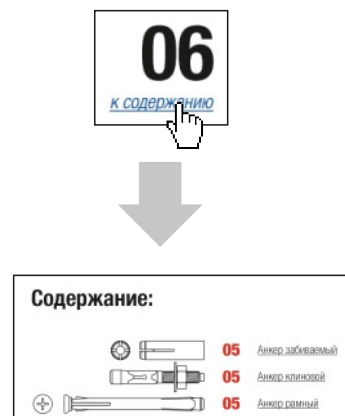 06
к содержанию
Содержание:
05 Анкер забиваемый
05 Анкер клиновой
05 Анкер рамный